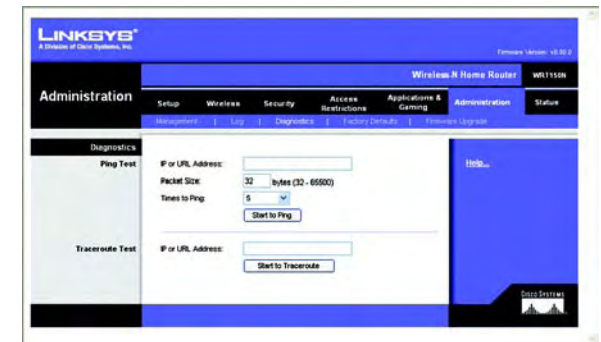 LINKSYS®
A Division of Cisco Systems, Inc.
Firmware Version: v0.00.0
Wireless-N Home Router WRT150N
Administration
Setup Wireless Security Access Restrictions Applications & Gaming Administration Status
Management | Log | Diagnostics | Factory Defaults | Firmware Upgrade
Diagnostics
Ping Test
IP or URL Address:
Packet Size: 32 bytes (32 - 65500)
Times to Ping: 5
Start to Ping
Help...
Traceroute Test
IP or URL Address:
Start to Traceroute
CISCO SYSTEMS